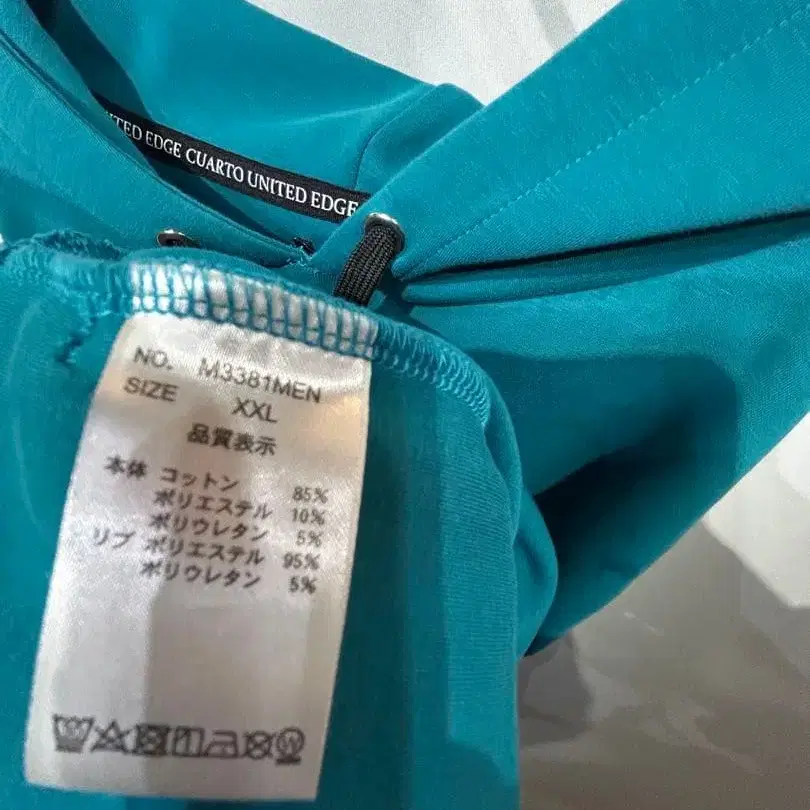 TED EDGE CUARTO UNITED EDGE
NO. M3381MEN
SIZE XXL
品質表示
本体 コットン 85%
ポリエステル 10%
ポリウレタン 5%
リブ ポリエステル 95%
ポリウレタン 5%